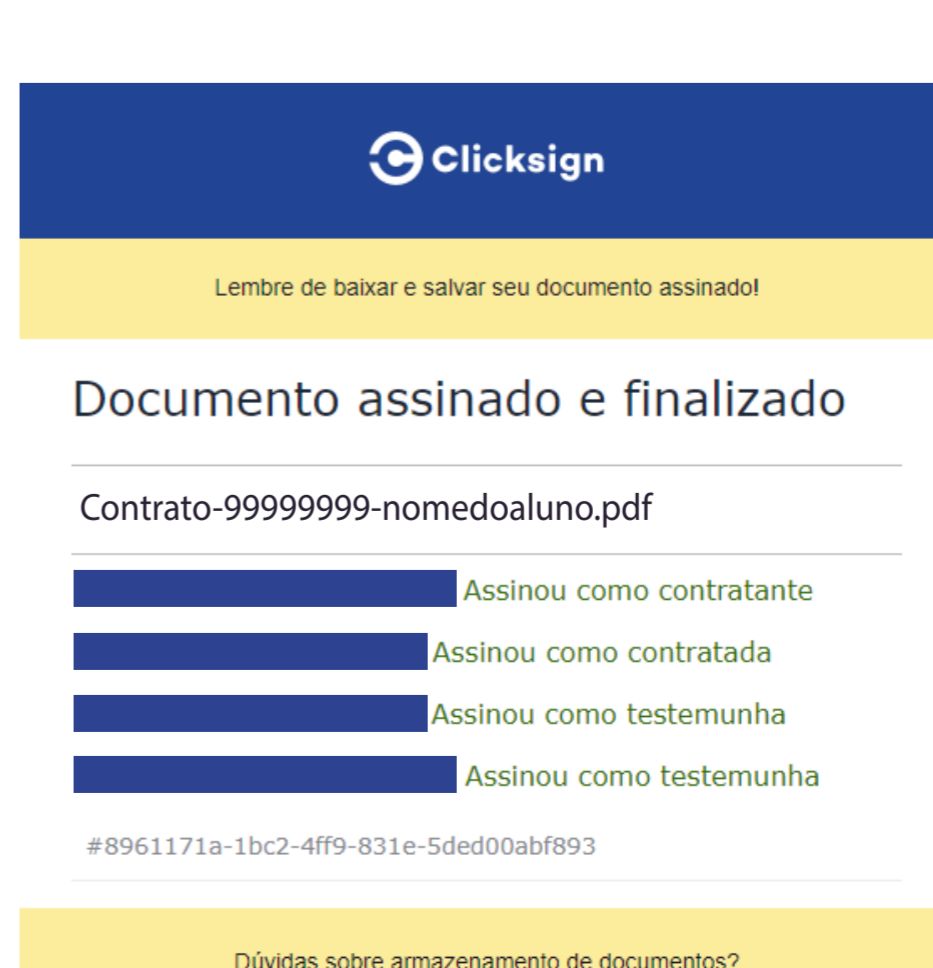 Clicksign
Lembre de baixar e salvar seu documento assinado!
Documento assinado e finalizado
Contrato-99999999-nomedoaluno.pdf
Assinou como contratante
Assinou como contratada
Assinou como testemunha
Assinou como testemunha
#8961171a-1bc2-4ff9-831e-5ded00abf893
Dúvidas sobre armazenamento de documentos?